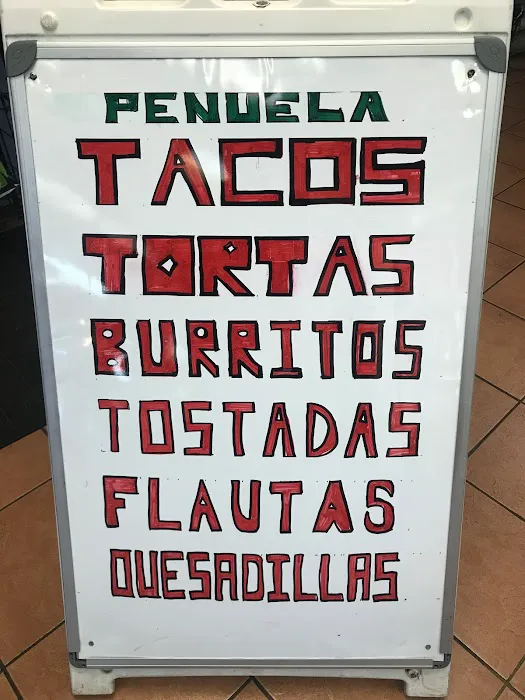 PENUELA
TACOS
TORTAS
BURRITOS
TOSTADAS
FLAUTAS
QUESADILLAS